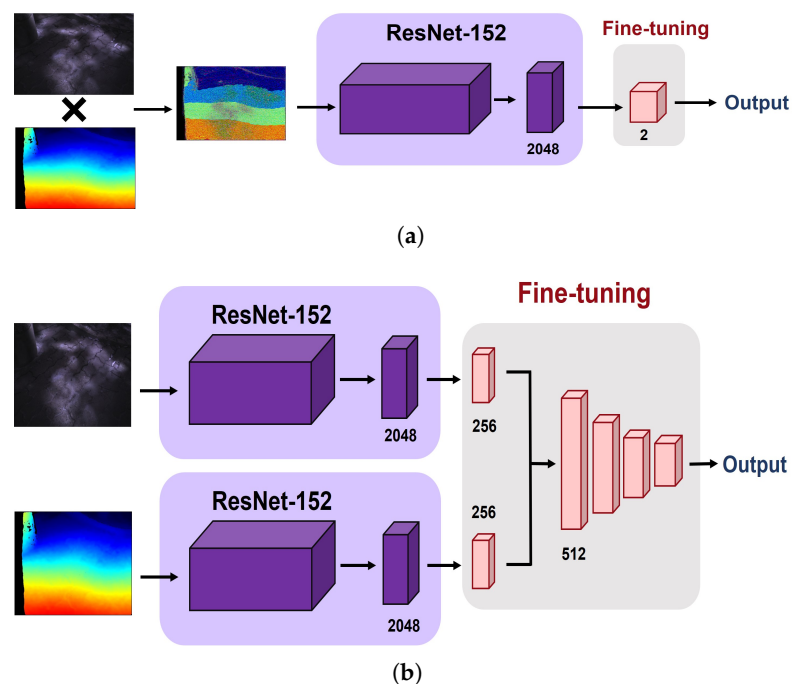 ResNet-152
Fine-tuning
2048
2
Output
(a)
Fine-tuning
ResNet-152
2048
256
ResNet-152
2048
256
512
Output
(b)